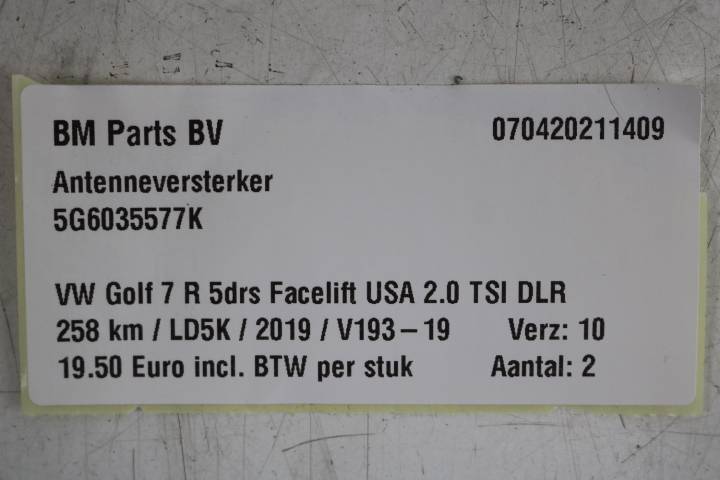 BM Parts BV 070420211409
Antenneversterker
5G6035577K
VW Golf 7 R 5drs Facelift USA 2.0 TSI DLR
258 km / LD5K / 2019 / V193 – 19 Verz: 10
19.50 Euro incl. BTW per stuk Aantal: 2